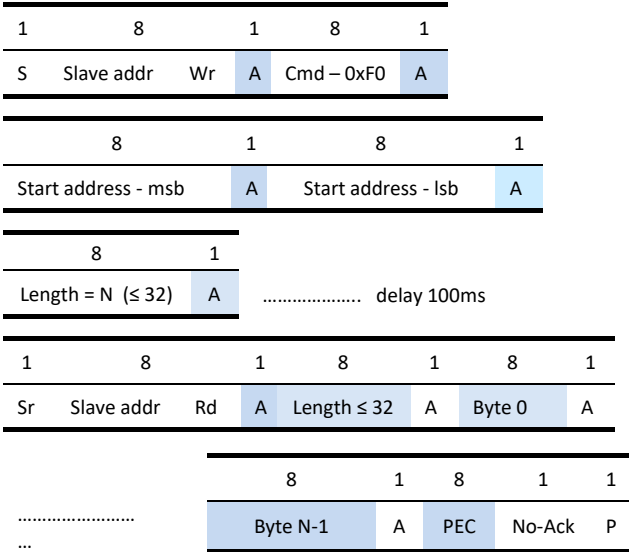 1 8 1 8 1
S Slave addr Wr A Cmd – 0xF0 A
8 1 8 1
Start address - msb A Start address - lsb A
8 1
Length = N (≤ 32) A ……………….. delay 100ms
1 8 1 8 1 8 1
Sr Slave addr Rd A Length ≤ 32 A Byte 0 A
8 1 8 1 1
……………………
Byte N-1 A PEC No-Ack P
…